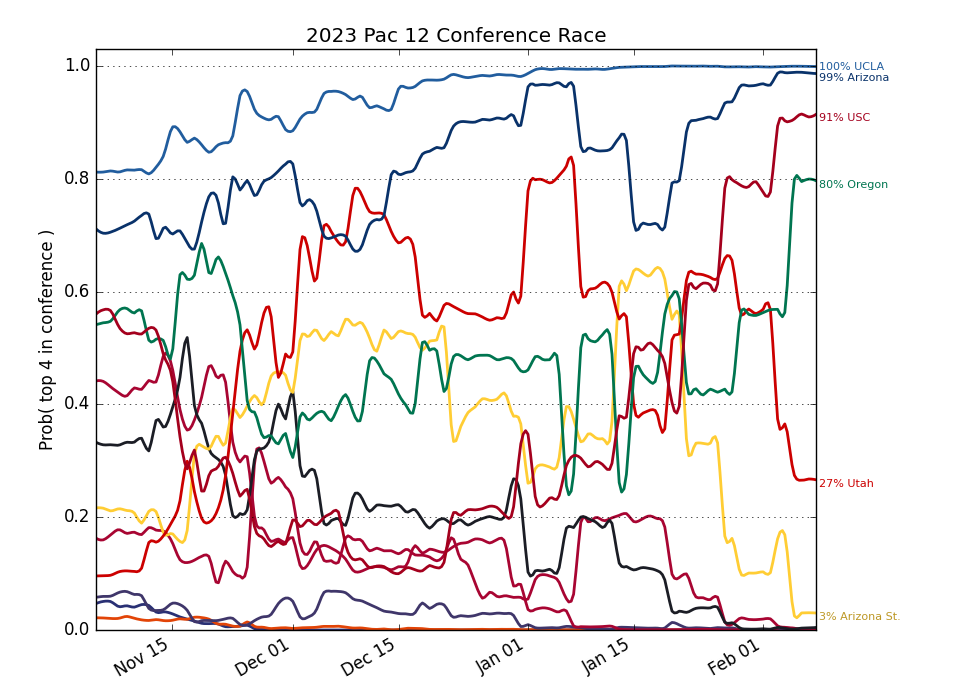 2023 Pac 12 Conference Race
Prob( top 4 in conference )
1.0
0.8
0.6
0.4
0.2
0.0
Nov 15
Dec 01
Dec 15
Jan 01
Jan 15
Feb 01
100% UCLA
99% Arizona
91% USC
80% Oregon
27% Utah
3% Arizona St.